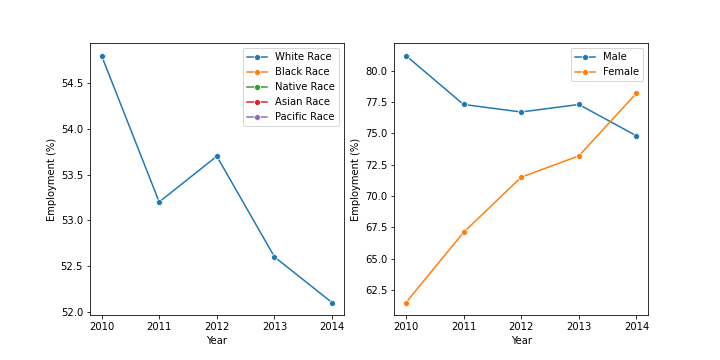 White Race
Black Race
Native Race
Asian Race
Pacific Race
54.5
54.0
53.5
53.0
52.5
52.0
Employment (%)
2010 2011 2012 2013 2014
Year
Male
Female
80.0
77.5
75.0
72.5
70.0
67.5
65.0
62.5
Employment (%)
2010 2011 2012 2013 2014
Year